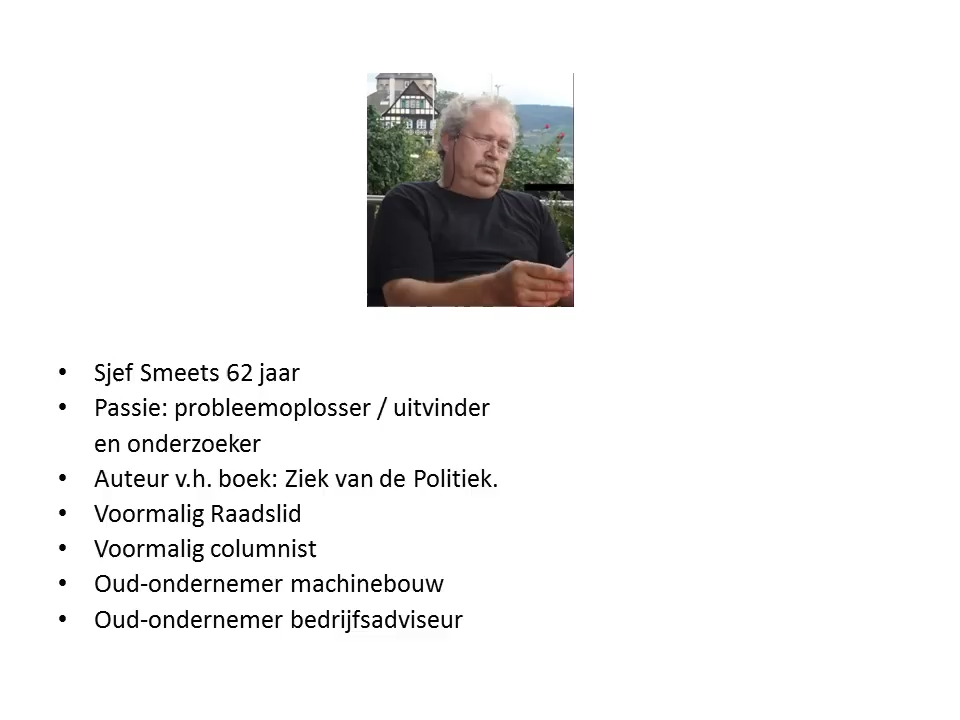 • Sjef Smeets 62 jaar
• Passie: probleemoplosser / uitvinder
en onderzoeker
• Auteur v.h. boek: Ziek van de Politiek.
• Voormalig Raadslid
• Voormalig columnist
• Oud-ondernemer machinebouw
• Oud-ondernemer bedrijfsadviseur